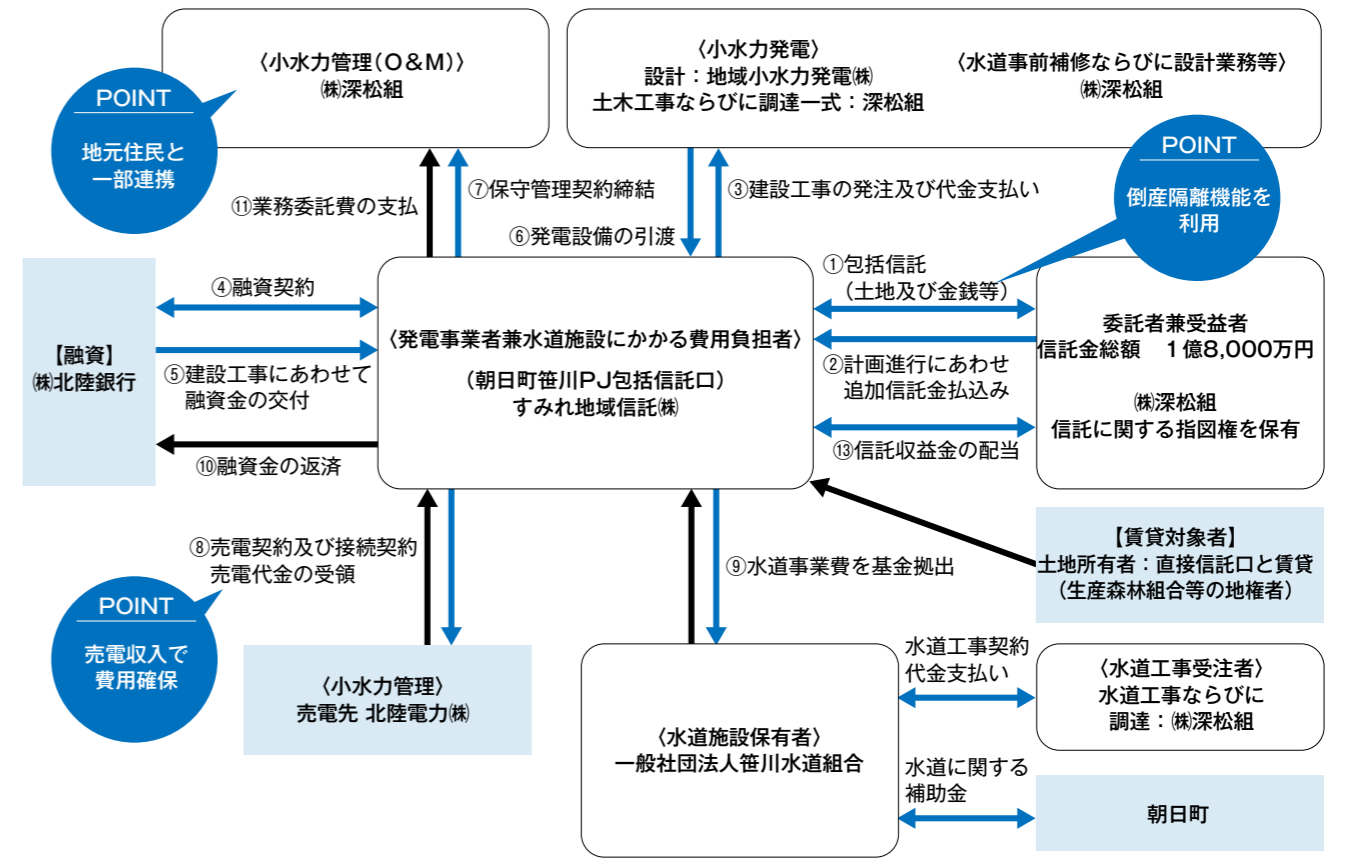 〈小水力管理(O&M)〉
㈱深松組
POINT
地元住民と
一部連携
〈小水力発電〉
設計：地域小水力発電㈱
土木工事ならびに調達一式：深松組
〈水道事前補修ならびに設計業務等〉
㈱深松組
POINT
倒産隔離機能を
利用
⑪業務委託費の支払
⑦保守管理契約締結
⑥発電設備の引渡
③建設工事の発注及び代金支払い
①包括信託
（土地及び金銭等）
【融資】
㈱北陸銀行
④融資契約
⑤建設工事にあわせて
融資金の交付
⑩融資金の返済
〈発電事業者兼水道施設にかかる費用負担者〉
（朝日町笹川PJ包括信託口）
すみれ地域信託㈱
②計画進行にあわせ
追加信託金払込み
⑬信託収益金の配当
委託者兼受益者
信託金総額　1億8,000万円
㈱深松組
信託に関する指図権を保有
【賃貸対象者】
土地所有者：直接信託口と賃貸
（生産森林組合等の地権者）
⑧売電契約及び接続契約
売電代金の受領
POINT
売電収入で
費用確保
〈小水力管理〉
売電先 北陸電力㈱
⑨水道事業費を基金拠出
〈水道施設保有者〉
一般社団法人笹川水道組合
水道工事契約
代金支払い
〈水道工事受注者〉
水道工事ならびに
調達：㈱深松組
水道に関する
補助金
朝日町